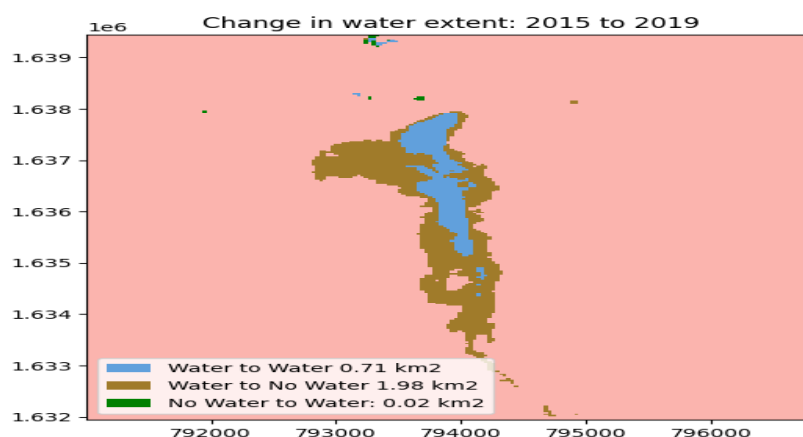 Change in water extent: 2015 to 2019
1e6
1.639
1.638
1.637
1.636
1.635
1.634
1.633
1.632
Water to Water 0.71 km2
Water to No Water 1.98 km2
No Water to Water: 0.02 km2
792000 793000 794000 795000 796000